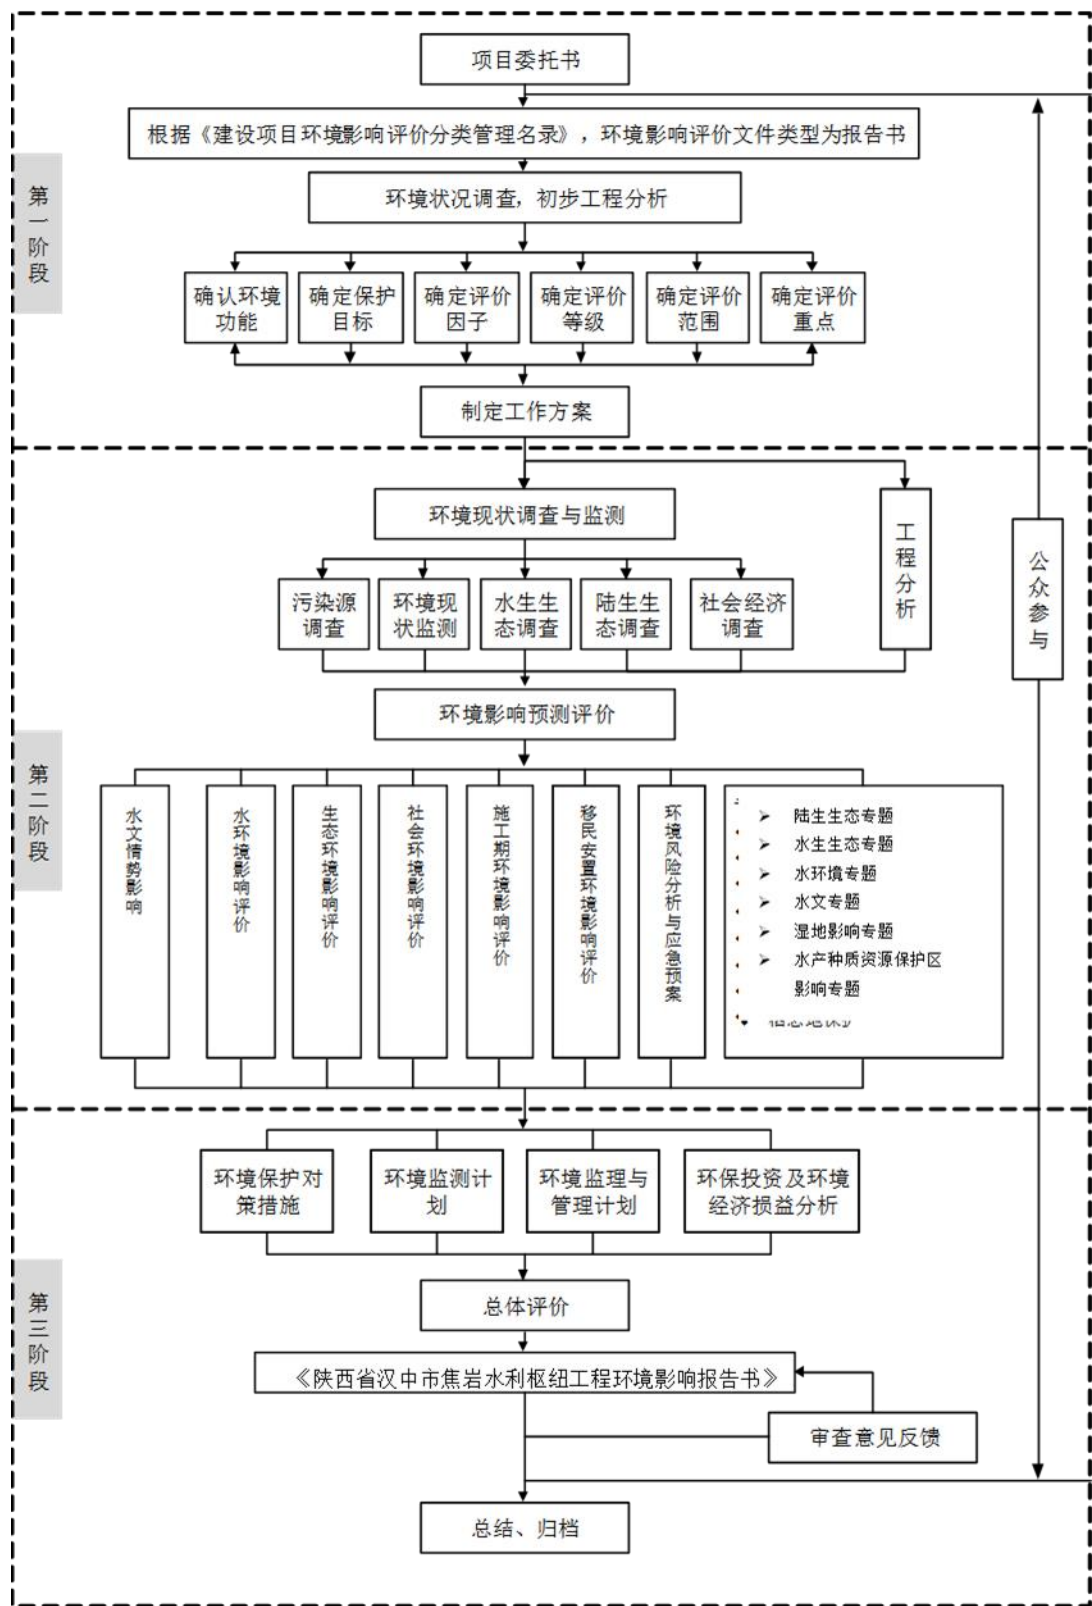 项目委托书
根据《建设项目环境影响评价分类管理名录》，环境影响评价文件类型为报告书
第一阶段
环境状况调查，初步工程分析
确认环境
功能
确定保护
目标
确定评价
因子
确定评价
等级
确定评价
范围
确定评价
重点
制定工作方案
环境现状调查与监测
工程分析
公众参与
污染源
调查
环境现
状监测
水生生
态调查
陆生生
态调查
社会经济
调查
环境影响预测评价
第二阶段
水文情势影响
水环境影响评价
生态环境影响评价
社会环境影响评价
施工期环境影响评价
移民安置环境影响评价
环境风险分析与应急预案
➢ 陆生生态专题
➢ 水生生态专题
➢ 水环境专题
➢ 水文专题
➢ 湿地影响专题
➢ 水产种质资源保护区
影响专题
环境保护对
策措施
环境监测计
划
环境监理与
管理计划
环保投资及环境
经济损益分析
第三阶段
总体评价
《陕西省汉中市焦岩水利枢纽工程环境影响报告书》
审查意见反馈
总结、归档